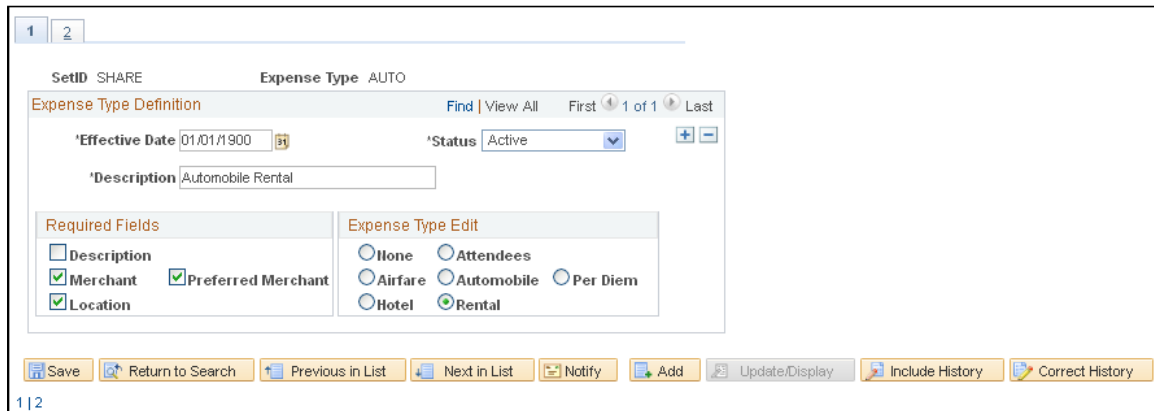 1 2
SetID SHARE Expense Type AUTO
Expense Type Definition Find | View All First 1 of 1 Last
*Effective Date 01/01/1900 31 *Status Active
*Description Automobile Rental
Required Fields Expense Type Edit
Description None Attendees
Merchant Preferred Merchant Airfare Automobile Per Diem
Location Hotel Rental
Save Return to Search Previous in List Next in List Notify Add Update/Display Include History Correct History
1 | 2